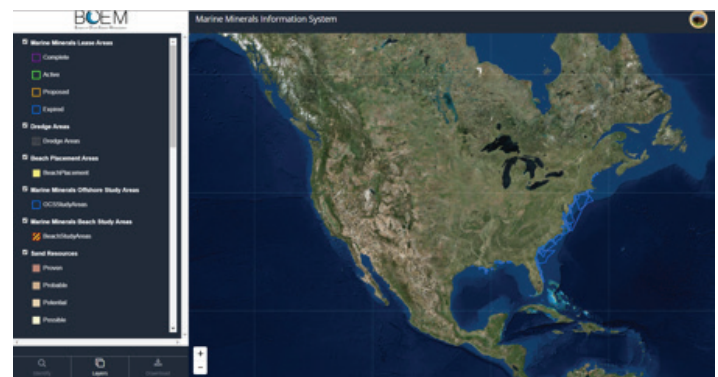 BOEM
Marine Minerals Information System
Marine Minerals Lease Areas
Complete
Active
Proposed
Expired
Dredge Areas
Dredge Areas
Beach Placement Areas
BeachPlacement
Marine Minerals Offshore Study Areas
OCSStudyAreas
Marine Minerals Beach Study Areas
BeachStudyAreas
Sand Resources
Proven
Probable
Potential
Possible
+
-
Identify
Layers
Download